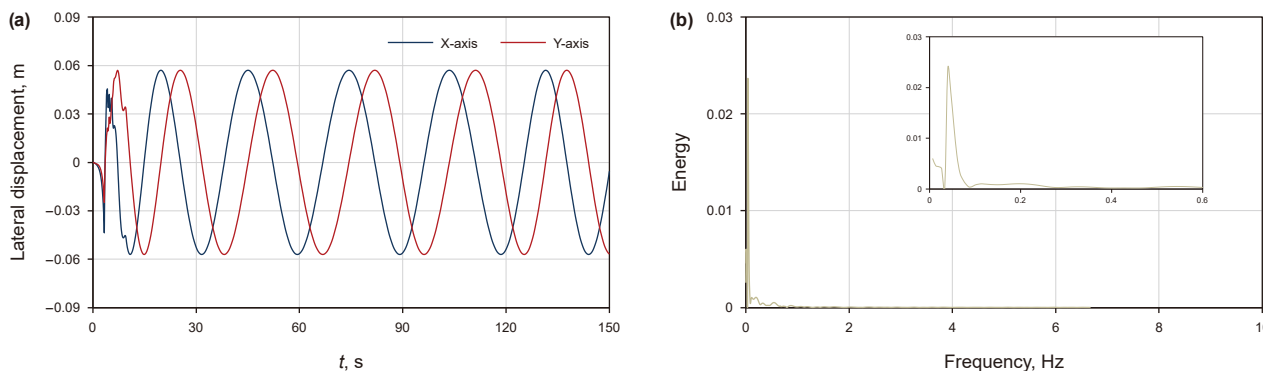 (a)
Lateral displacement, m
0.09
0.06
0.03
0
–0.03
–0.06
–0.09
X-axis
Y-axis
0 30 60 90 120 150
t, s
(b)
Energy
0.03
0.02
0.01
0
0 2 4 6 8 10
Frequency, Hz
0.03
0.02
0.01
0
0 0.2 0.4 0.6